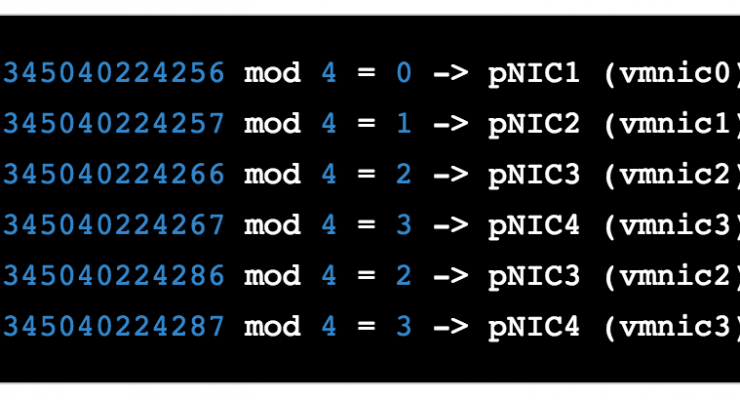 345040224256 mod 4 = 0 -> pNIC1 (vmnic0)
345040224257 mod 4 = 1 -> pNIC2 (vmnic1)
345040224266 mod 4 = 2 -> pNIC3 (vmnic2)
345040224267 mod 4 = 3 -> pNIC4 (vmnic3)
345040224286 mod 4 = 2 -> pNIC3 (vmnic2)
345040224287 mod 4 = 3 -> pNIC4 (vmnic3)